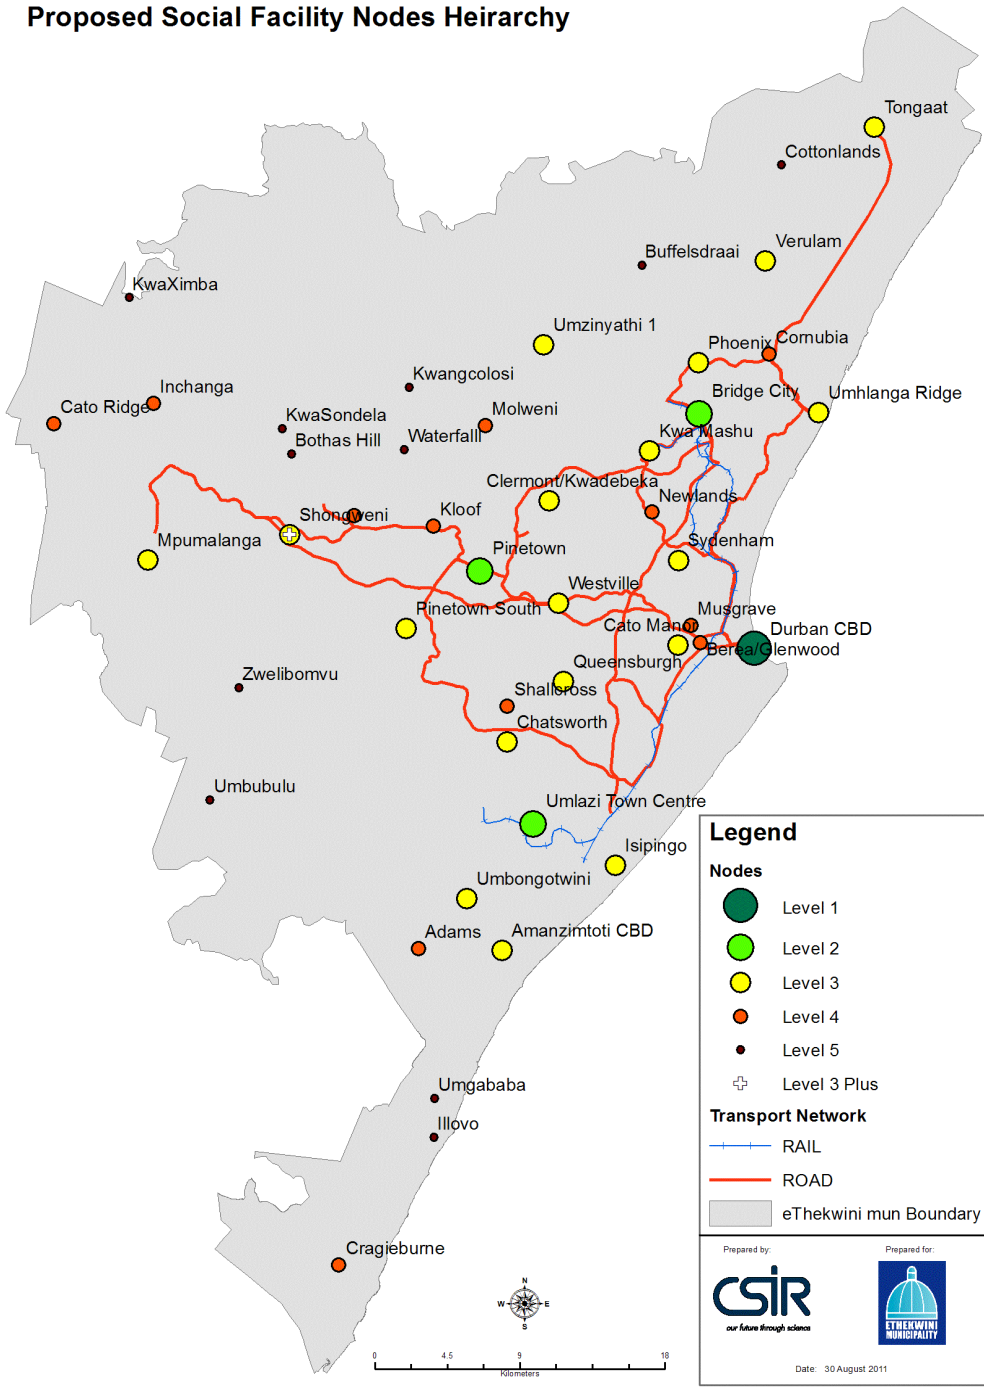 Proposed Social Facility Nodes Heirarchy
Tongaat
Cottonlands
Verulam
Buffelsdraai
KwaXimba
Umzinyathi 1
Phoenix
Cornubia
Kwangcolosi
Inchanga
Bridge City
Umhlanga Ridge
Cato Ridge
KwaSondela
Molweni
Bothas Hill
Waterfalll
Kwa Mashu
Clermont/Kwadebeka
Newlands
Shongweni
Kloof
Mpumalanga
Pinetown
Sydenham
Westville
Pinetown South
Musgrave
Cato Manor
Durban CBD
Berea/Glenwood
Queensburgh
Zwelibomvu
Shallcross
Chatsworth
Umbubulu
Umlazi Town Centre
Isipingo
Umbongotwini
Adams
Amanzimtoti CBD
Umgababa
Illovo
Cragieburne
Legend
Nodes
Level 1
Level 2
Level 3
Level 4
Level 5
Level 3 Plus
Transport Network
RAIL
ROAD
eThekwini mun Boundary
Prepared by:
Prepared for:
CSIR
our future through science
ETHEKWINI
MUNICIPALITY
Date: 30 August 2011
N
W E
S
0 4.5 9 18
Kilometers